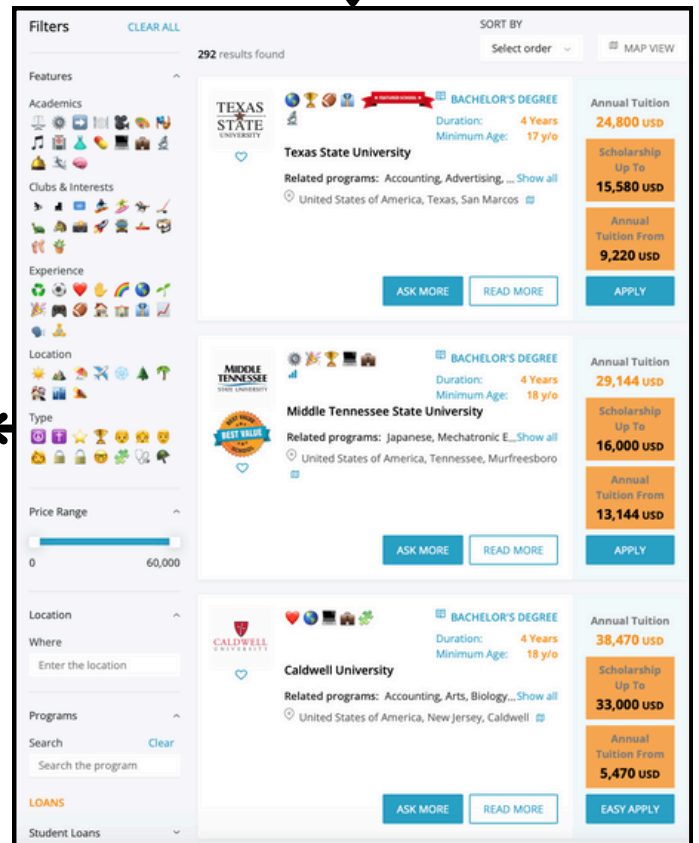 Filters
CLEAR ALL
Features
Academics
Clubs & Interests
Experience
Location
Type
Price Range
0
60,000
Location
Where
Enter the location
Programs
Search
Clear
Search the program
LOANS
Student Loans
SORT BY
292 results found
Select order
MAP VIEW
TEXAS
STATE
UNIVERSITY
★ FEATURED SCHOOL ★
BACHELOR'S DEGREE
Duration: 4 Years
Minimum Age: 17 y/o
Texas State University
Related programs: Accounting, Advertising, ... Show all
United States of America, Texas, San Marcos
ASK MORE
READ MORE
Annual Tuition
24,800 USD
Scholarship
Up To
15,580 USD
Annual
Tuition From
9,220 USD
APPLY
MIDDLE
TENNESSEE
STATE UNIVERSITY
BEST VALUE
SCHOOL
BACHELOR'S DEGREE
Duration: 4 Years
Minimum Age: 18 y/o
Middle Tennessee State University
Related programs: Japanese, Mechatronic E...Show all
United States of America, Tennessee, Murfreesboro
ASK MORE
READ MORE
Annual Tuition
29,144 USD
Scholarship
Up To
16,000 USD
Annual
Tuition From
13,144 USD
APPLY
CALDWELL
UNIVERSITY
BACHELOR'S DEGREE
Duration: 4 Years
Minimum Age: 18 y/o
Caldwell University
Related programs: Accounting, Arts, Biology,...Show all
United States of America, New Jersey, Caldwell
ASK MORE
READ MORE
Annual Tuition
38,470 USD
Scholarship
Up To
33,000 USD
Annual
Tuition From
5,470 USD
EASY APPLY